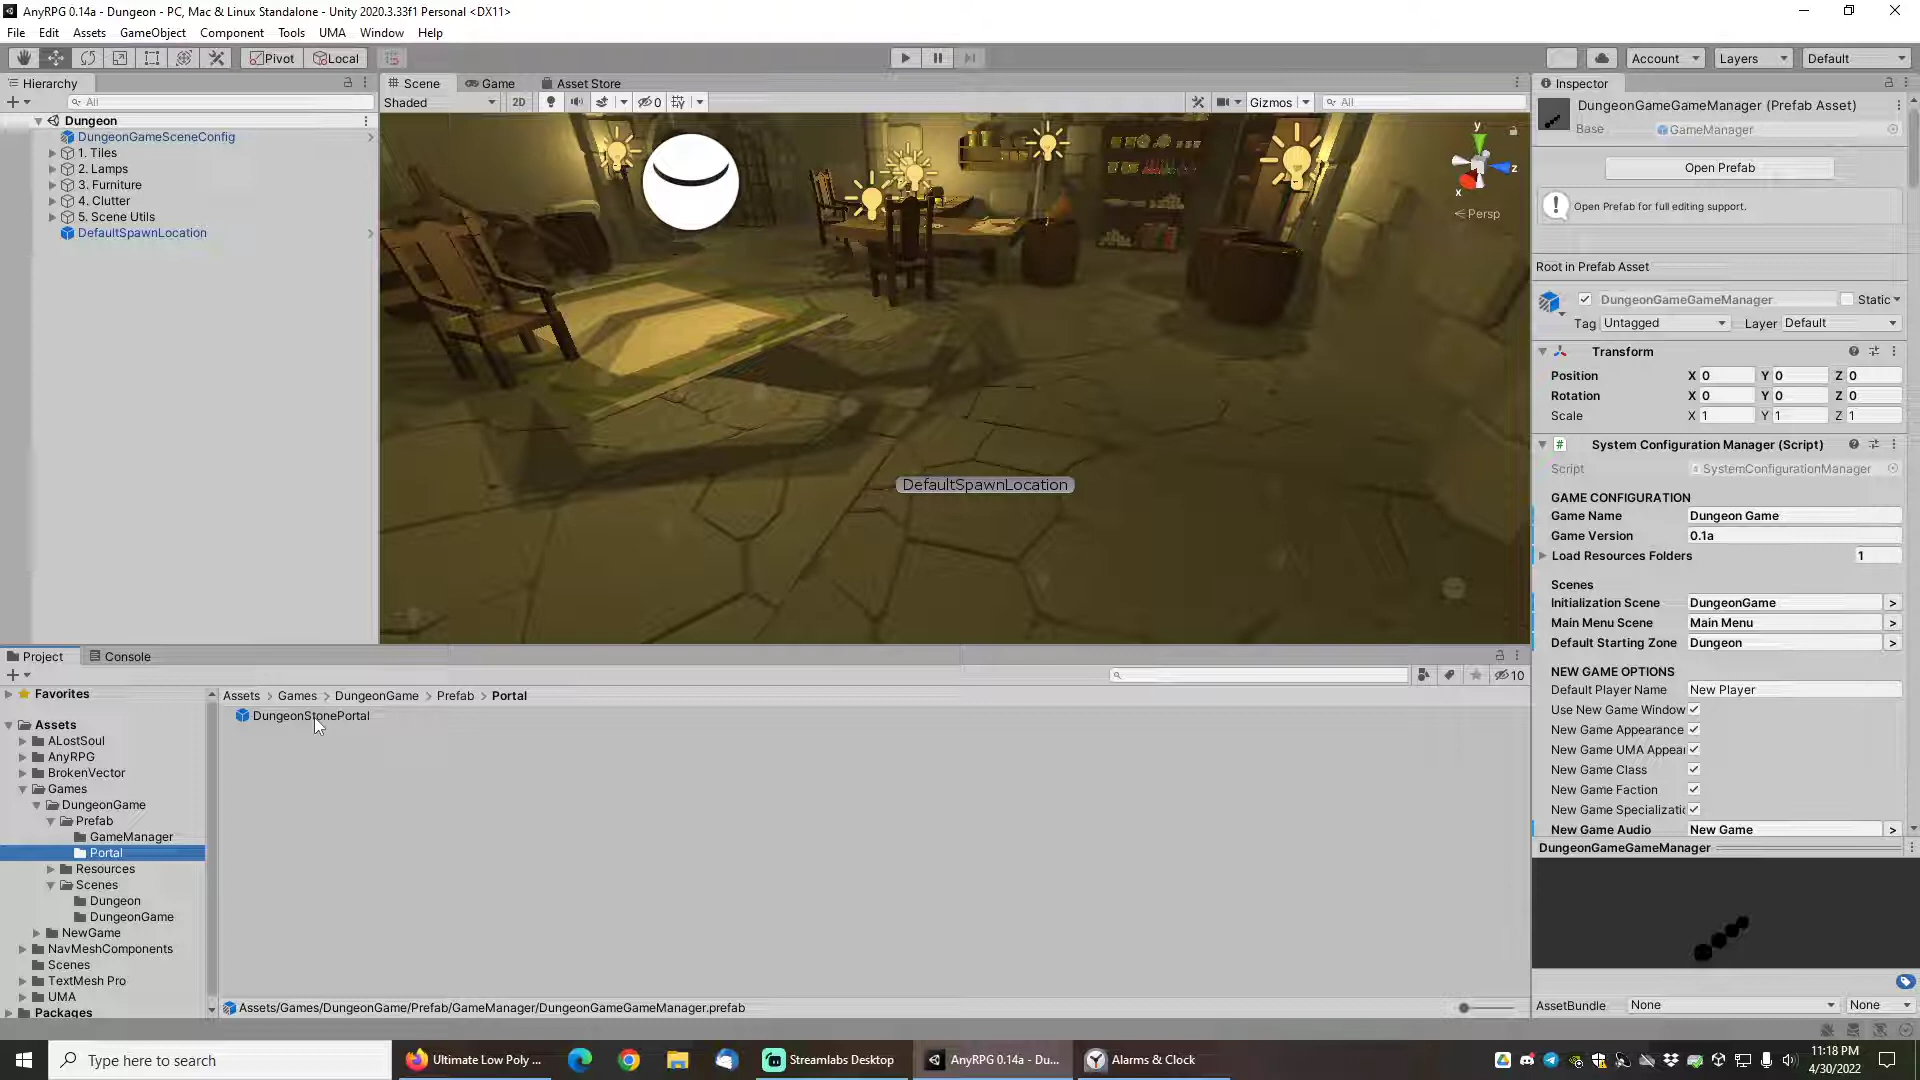 AnyRPG 0.14a - Dungeon - PC, Mac & Linux Standalone - Unity 2020.3.33f1 Personal <DX11>
File Edit Assets GameObject Component Tools UMA Window Help
Pivot Local Account Layers Default
Hierarchy
All
Dungeon
DungeonGameSceneConfig
1. Tiles
2. Lamps
3. Furniture
4. Clutter
5. Scene Utils
DefaultSpawnLocation
Scene Game Asset Store
Shaded 2D 0 Gizmos All
y
z
x
Persp
DefaultSpawnLocation
Inspector
DungeonGameGameManager (Prefab Asset)
Base GameManager
Open Prefab
Open Prefab for full editing support.
Root in Prefab Asset
DungeonGameGameManager Static
Tag Untagged Layer Default
Transform
Position X 0 Y 0 Z 0
Rotation X 0 Y 0 Z 0
Scale X 1 Y 1 Z 1
# System Configuration Manager (Script)
Script SystemConfigurationManager
GAME CONFIGURATION
Game Name Dungeon Game
Game Version 0.1a
Load Resources Folders 1
Scenes
Initialization Scene DungeonGame >
Main Menu Scene Main Menu >
Default Starting Zone Dungeon >
NEW GAME OPTIONS
Default Player Name New Player
Use New Game Window
New Game Appearance
New Game UMA Appear
New Game Class
New Game Faction
New Game Specializatio
New Game Audio New Game >
DungeonGameGameManager
AssetBundle None None
Project Console
10
Favorites
Assets
ALostSoul
AnyRPG
BrokenVector
Games
DungeonGame
Prefab
GameManager
Portal
Resources
Scenes
Dungeon
DungeonGame
NewGame
NavMeshComponents
Scenes
TextMesh Pro
UMA
Packages
Assets > Games > DungeonGame > Prefab > Portal
DungeonStonePortal
Assets/Games/DungeonGame/Prefab/GameManager/DungeonGameGameManager.prefab
Type here to search
Ultimate Low Poly ...
Streamlabs Desktop
AnyRPG 0.14a - Du...
Alarms & Clock
11:18 PM
4/30/2022